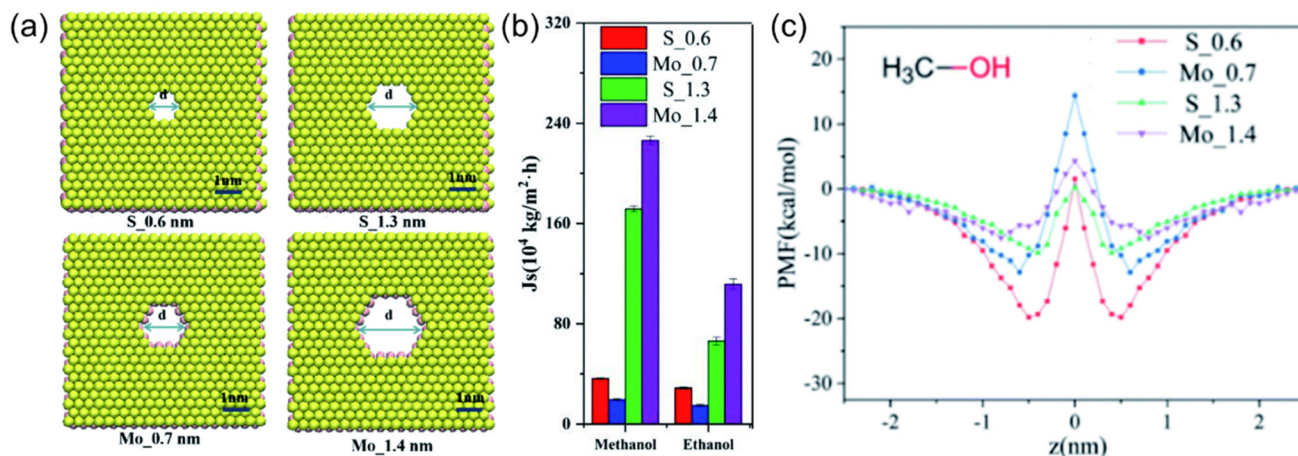 (a)
d
1nm
S_0.6 nm
d
1nm
S_1.3 nm
d
1nm
Mo_0.7 nm
d
1nm
Mo_1.4 nm
(b)
320
240
160
80
0
Js(10⁴ kg/m²·h)
S_0.6
Mo_0.7
S_1.3
Mo_1.4
Methanol Ethanol
(c)
20
10
0
-10
-20
-30
PMF(kcal/mol)
H₃C—OH
S_0.6
Mo_0.7
S_1.3
Mo_1.4
-2 -1 0 1 2
z(nm)